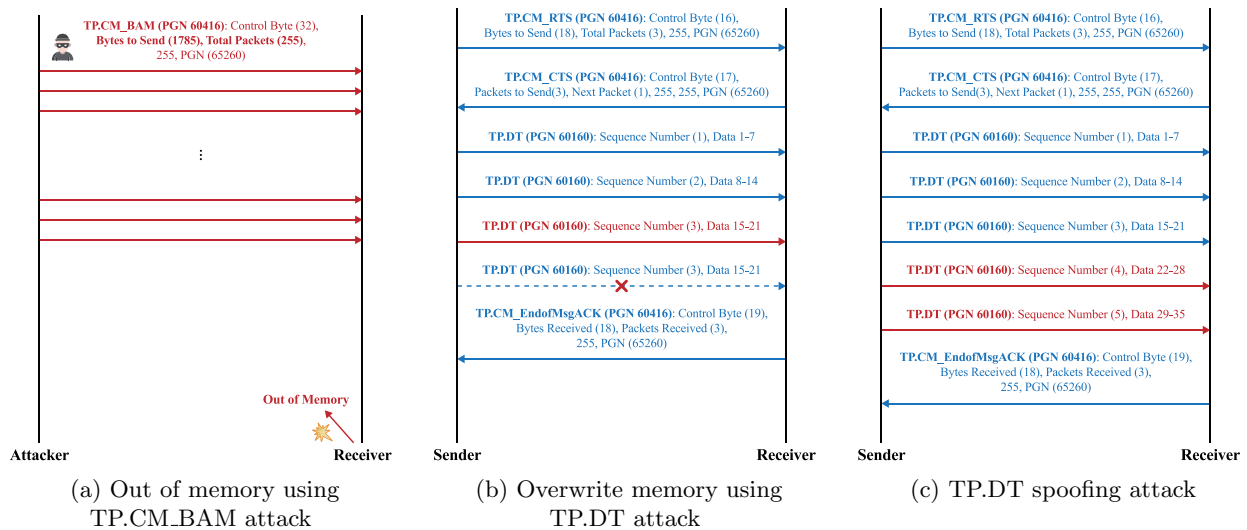 TP.CM_BAM (PGN 60416): Control Byte (32),
Bytes to Send (1785), Total Packets (255),
255, PGN (65260)
⋮
Out of Memory
Attacker
Receiver
(a) Out of memory using
TP.CM_BAM attack
TP.CM_RTS (PGN 60416): Control Byte (16),
Bytes to Send (18), Total Packets (3), 255, PGN (65260)
TP.CM_CTS (PGN 60416): Control Byte (17),
Packets to Send(3), Next Packet (1), 255, 255, PGN (65260)
TP.DT (PGN 60160): Sequence Number (1), Data 1-7
TP.DT (PGN 60160): Sequence Number (2), Data 8-14
TP.DT (PGN 60160): Sequence Number (3), Data 15-21
TP.DT (PGN 60160): Sequence Number (3), Data 15-21
TP.CM_EndofMsgACK (PGN 60416): Control Byte (19),
Bytes Received (18), Packets Received (3),
255, PGN (65260)
Sender
Receiver
(b) Overwrite memory using
TP.DT attack
TP.CM_RTS (PGN 60416): Control Byte (16),
Bytes to Send (18), Total Packets (3), 255, PGN (65260)
TP.CM_CTS (PGN 60416): Control Byte (17),
Packets to Send(3), Next Packet (1), 255, 255, PGN (65260)
TP.DT (PGN 60160): Sequence Number (1), Data 1-7
TP.DT (PGN 60160): Sequence Number (2), Data 8-14
TP.DT (PGN 60160): Sequence Number (3), Data 15-21
TP.DT (PGN 60160): Sequence Number (4), Data 22-28
TP.DT (PGN 60160): Sequence Number (5), Data 29-35
TP.CM_EndofMsgACK (PGN 60416): Control Byte (19),
Bytes Received (18), Packets Received (3),
255, PGN (65260)
Sender
Receiver
(c) TP.DT spoofing attack